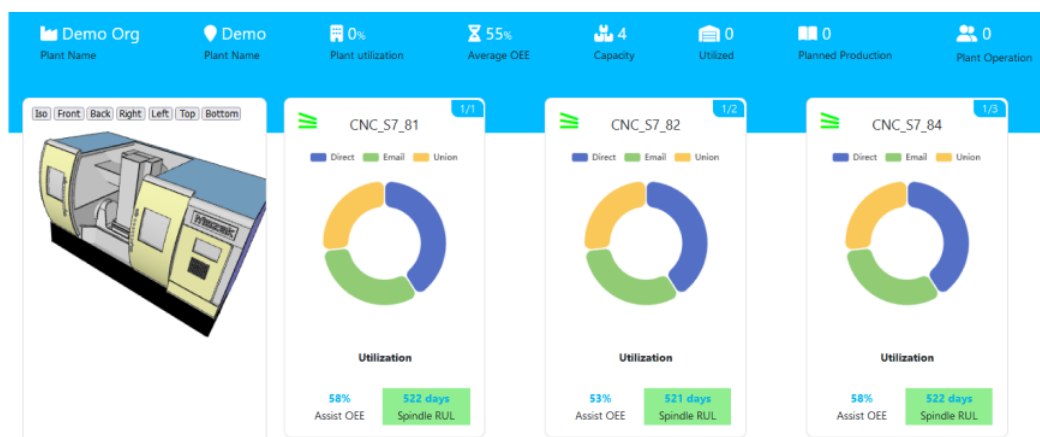 Demo Org
Plant Name
Demo
Plant Name
0%
Plant utilization
55%
Average OEE
4
Capacity
0
Utilized
0
Planned Production
0
Plant Operation
Iso Front Back Right Left Top Bottom
1/1
CNC_S7_81
Direct Email Union
Utilization
58%
Assist OEE
522 days
Spindle RUL
1/2
CNC_S7_82
Direct Email Union
Utilization
53%
Assist OEE
521 days
Spindle RUL
1/3
CNC_S7_84
Direct Email Union
Utilization
58%
Assist OEE
522 days
Spindle RUL